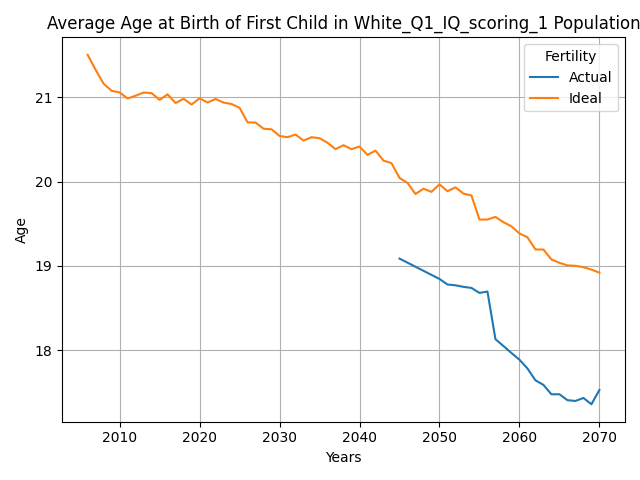 Average Age at Birth of First Child in White_Q1_IQ_scoring_1 Population
Fertility
Actual
Ideal
Age
21
20
19
18
2010 2020 2030 2040 2050 2060 2070
Years